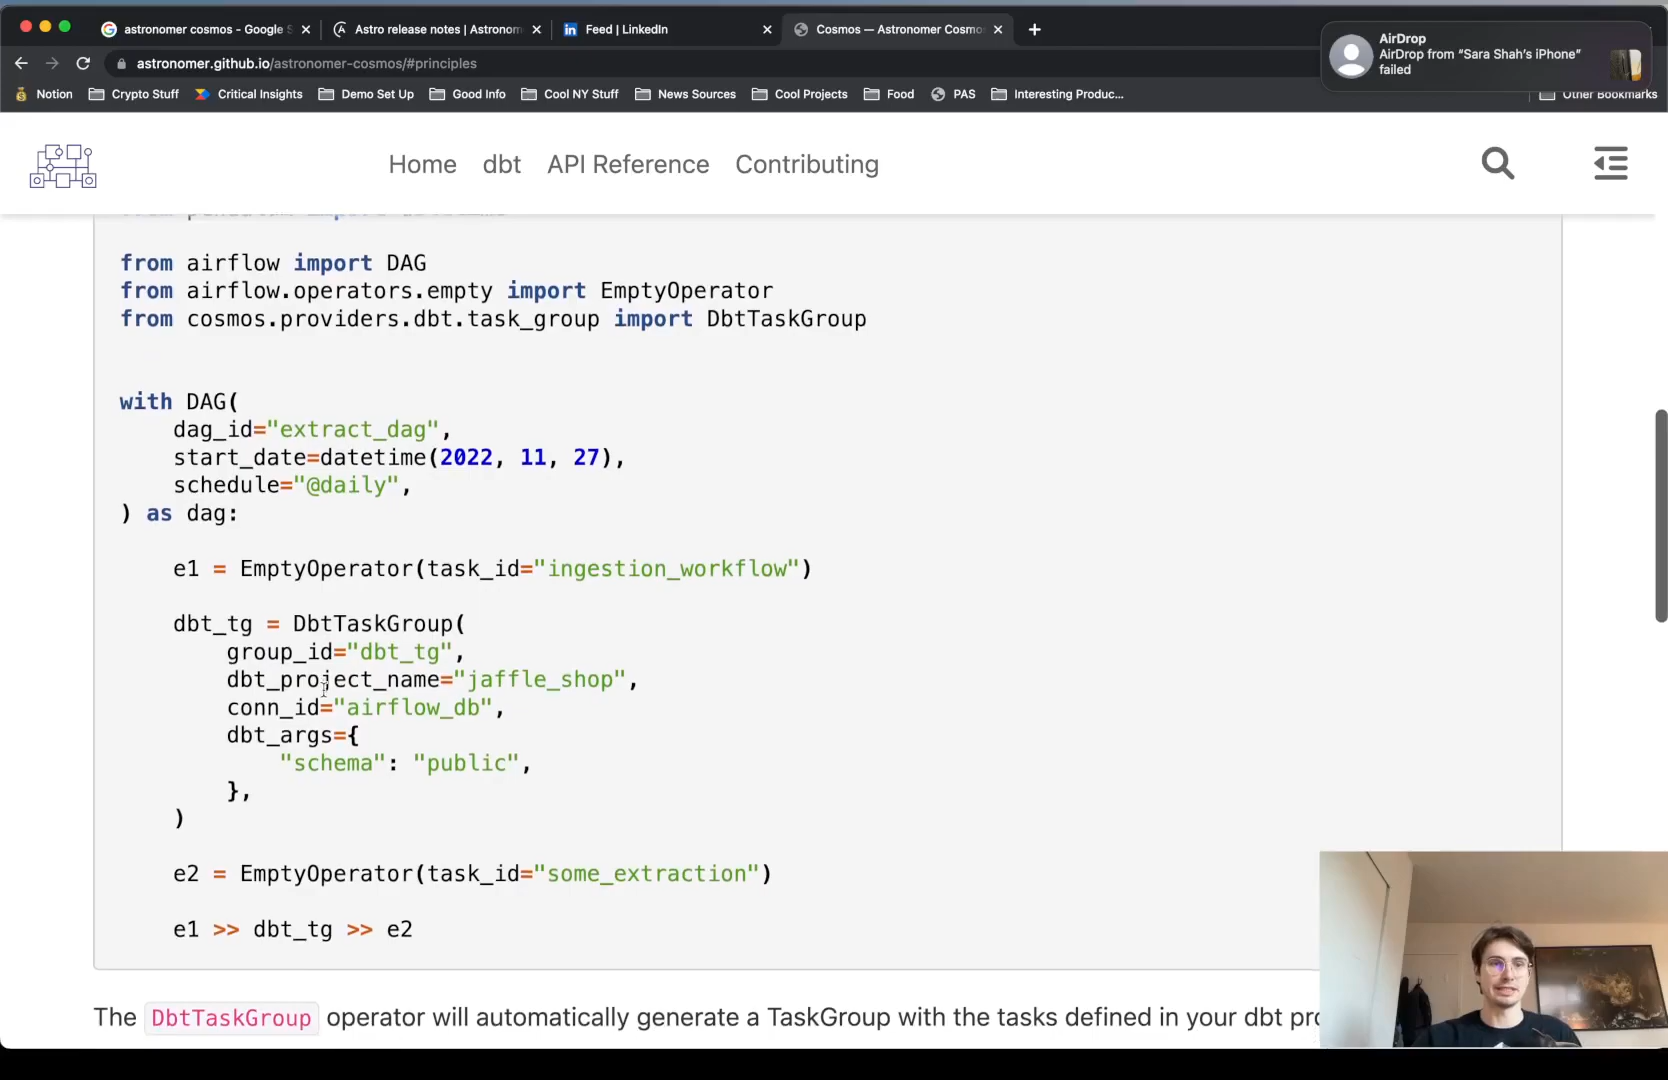 astronomer cosmos - Google S
Astro release notes | Astronom
Feed | LinkedIn
Cosmos — Astronomer Cosmo
AirDrop
AirDrop from “Sara Shah’s iPhone”
failed
astronomer.github.io/astronomer-cosmos/#principles
Notion
Crypto Stuff
Critical Insights
Demo Set Up
Good Info
Cool NY Stuff
News Sources
Cool Projects
Food
PAS
Interesting Produc...
Other Bookmarks
Home
dbt
API Reference
Contributing
from airflow import DAG
from airflow.operators.empty import EmptyOperator
from cosmos.providers.dbt.task_group import DbtTaskGroup
with DAG(
dag_id="extract_dag",
start_date=datetime(2022, 11, 27),
schedule="@daily",
) as dag:
e1 = EmptyOperator(task_id="ingestion_workflow")
dbt_tg = DbtTaskGroup(
group_id="dbt_tg",
dbt_project_name="jaffle_shop",
conn_id="airflow_db",
dbt_args={
"schema": "public",
},
)
e2 = EmptyOperator(task_id="some_extraction")
e1 >> dbt_tg >> e2
The DbtTaskGroup operator will automatically generate a TaskGroup with the tasks defined in your dbt pro